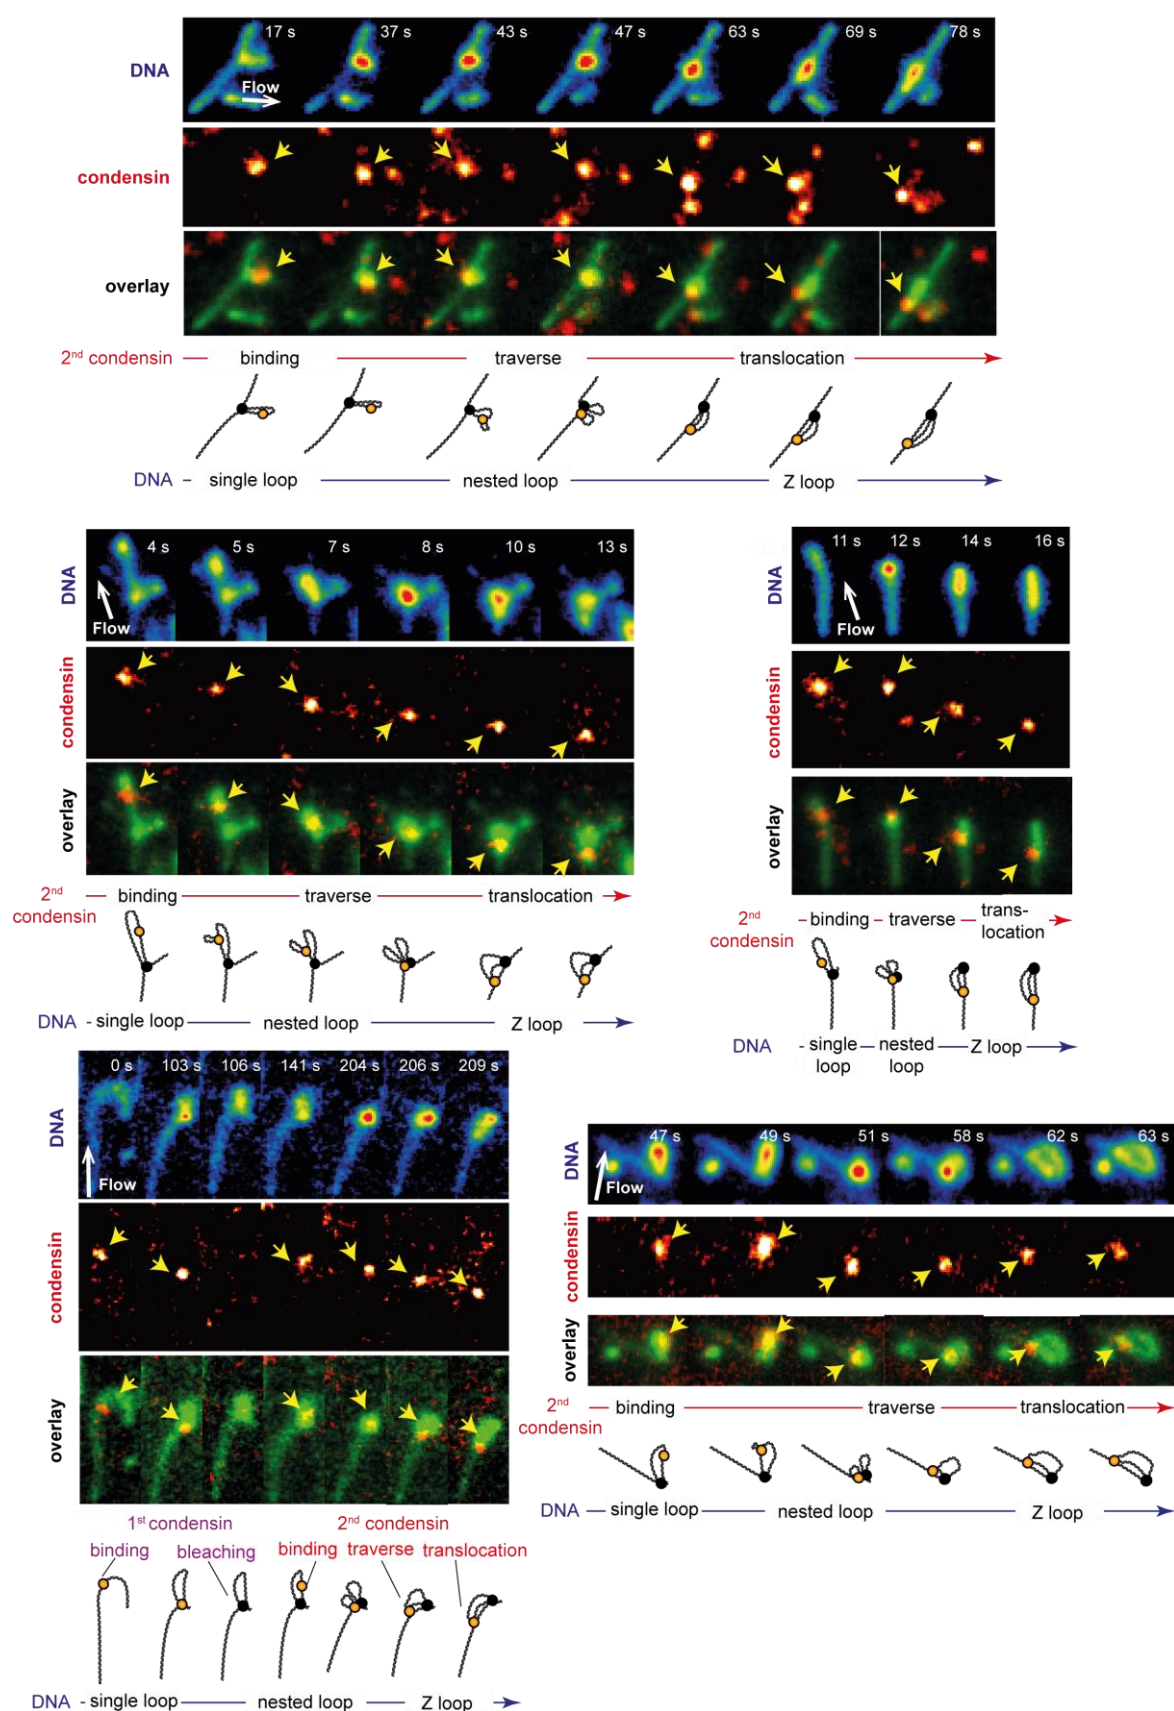 17 s 37 s 43 s 47 s 63 s 69 s 78 s
DNA
Flow
condensin
overlay
2nd condensin binding traverse translocation
DNA single loop nested loop Z loop
4 s 5 s 7 s 8 s 10 s 13 s
DNA
Flow
condensin
overlay
2nd condensin binding traverse translocation
DNA single loop nested loop Z loop
11 s 12 s 14 s 16 s
DNA
Flow
condensin
overlay
2nd condensin binding traverse trans-
location
DNA single loop nested loop Z loop
0 s 103 s 106 s 141 s 204 s 206 s 209 s
DNA
Flow
condensin
overlay
1st condensin 2nd condensin
binding bleaching binding traverse translocation
DNA single loop nested loop Z loop
47 s 49 s 51 s 58 s 62 s 63 s
DNA
Flow
condensin
overlay
2nd condensin binding traverse translocation
DNA single loop nested loop Z loop